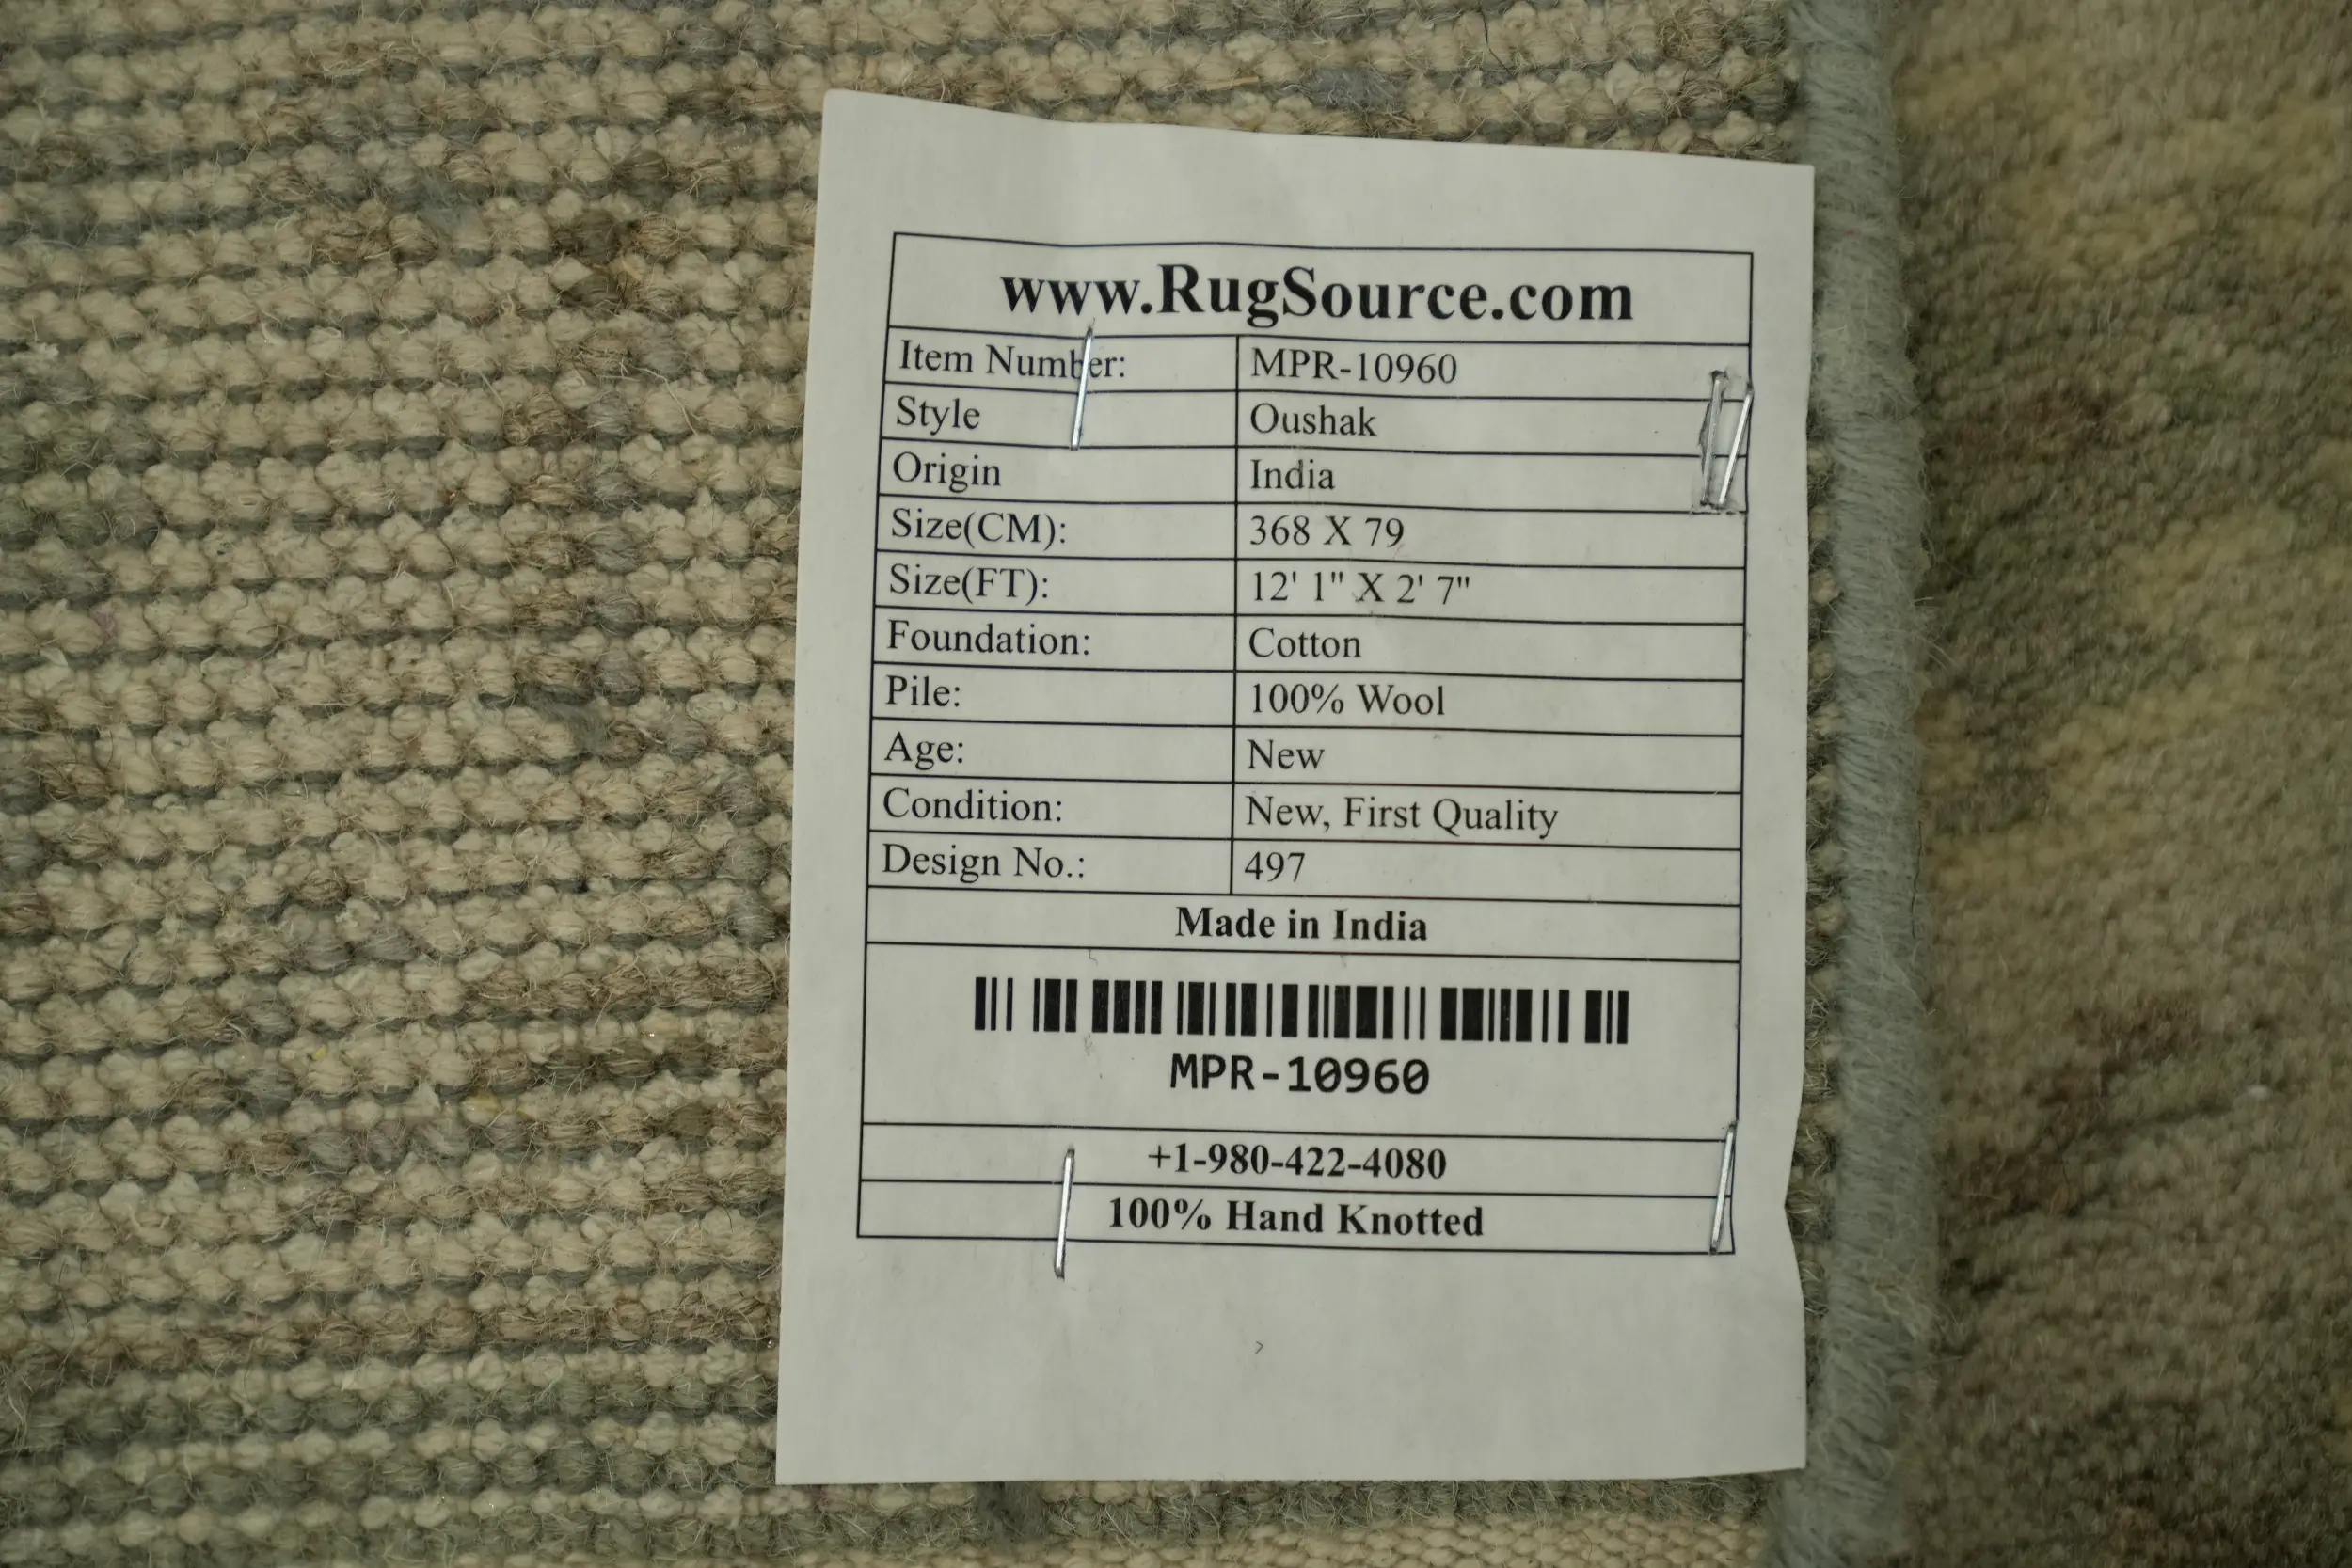 www.RugSource.com
Item Number: MPR-10960
Style Oushak
Origin India
Size(CM): 368 X 79
Size(FT): 12' 1" X 2' 7"
Foundation: Cotton
Pile: 100% Wool
Age: New
Condition: New, First Quality
Design No.: 497
Made in India
MPR-10960
+1-980-422-4080
100% Hand Knotted